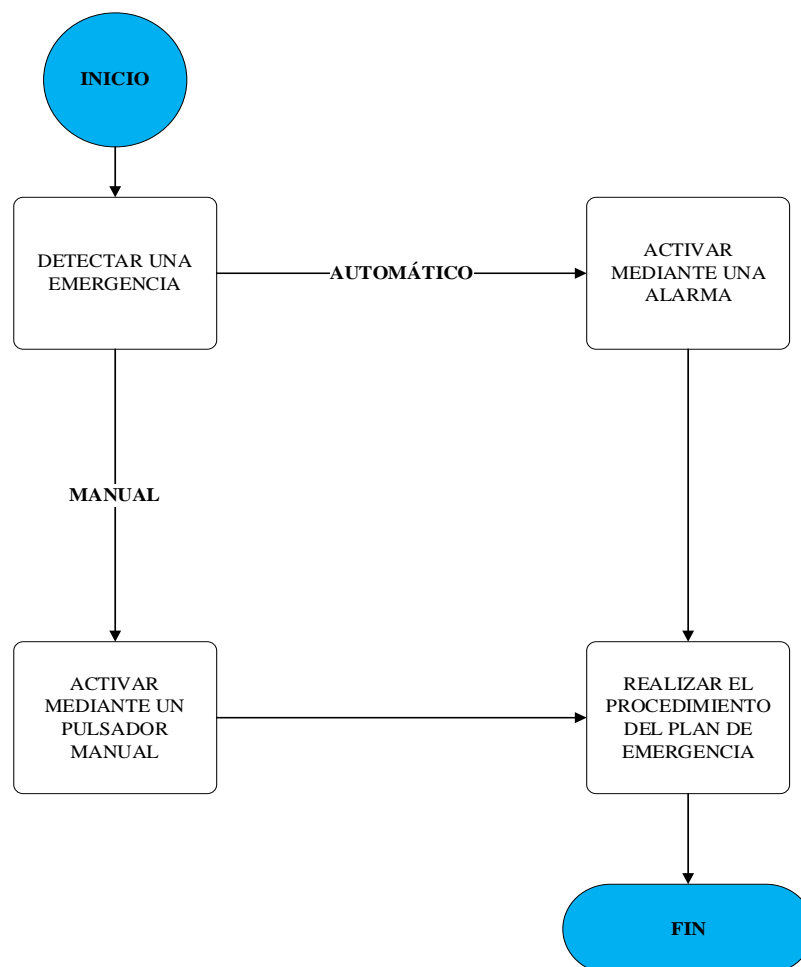 INICIO
DETECTAR UNA
EMERGENCIA
AUTOMÁTICO
ACTIVAR
MEDIANTE UNA
ALARMA
MANUAL
ACTIVAR
MEDIANTE UN
PULSADOR
MANUAL
REALIZAR EL
PROCEDIMIENTO
DEL PLAN DE
EMERGENCIA
FIN